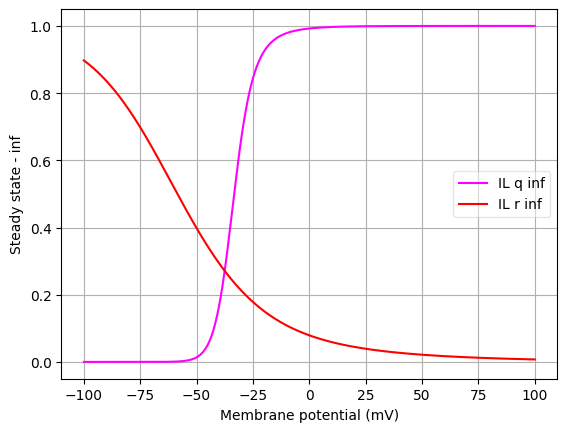 1.0
0.8
0.6
0.4
0.2
0.0
Steady state - inf
IL q inf
IL r inf
−100 −75 −50 −25 0 25 50 75 100
Membrane potential (mV)